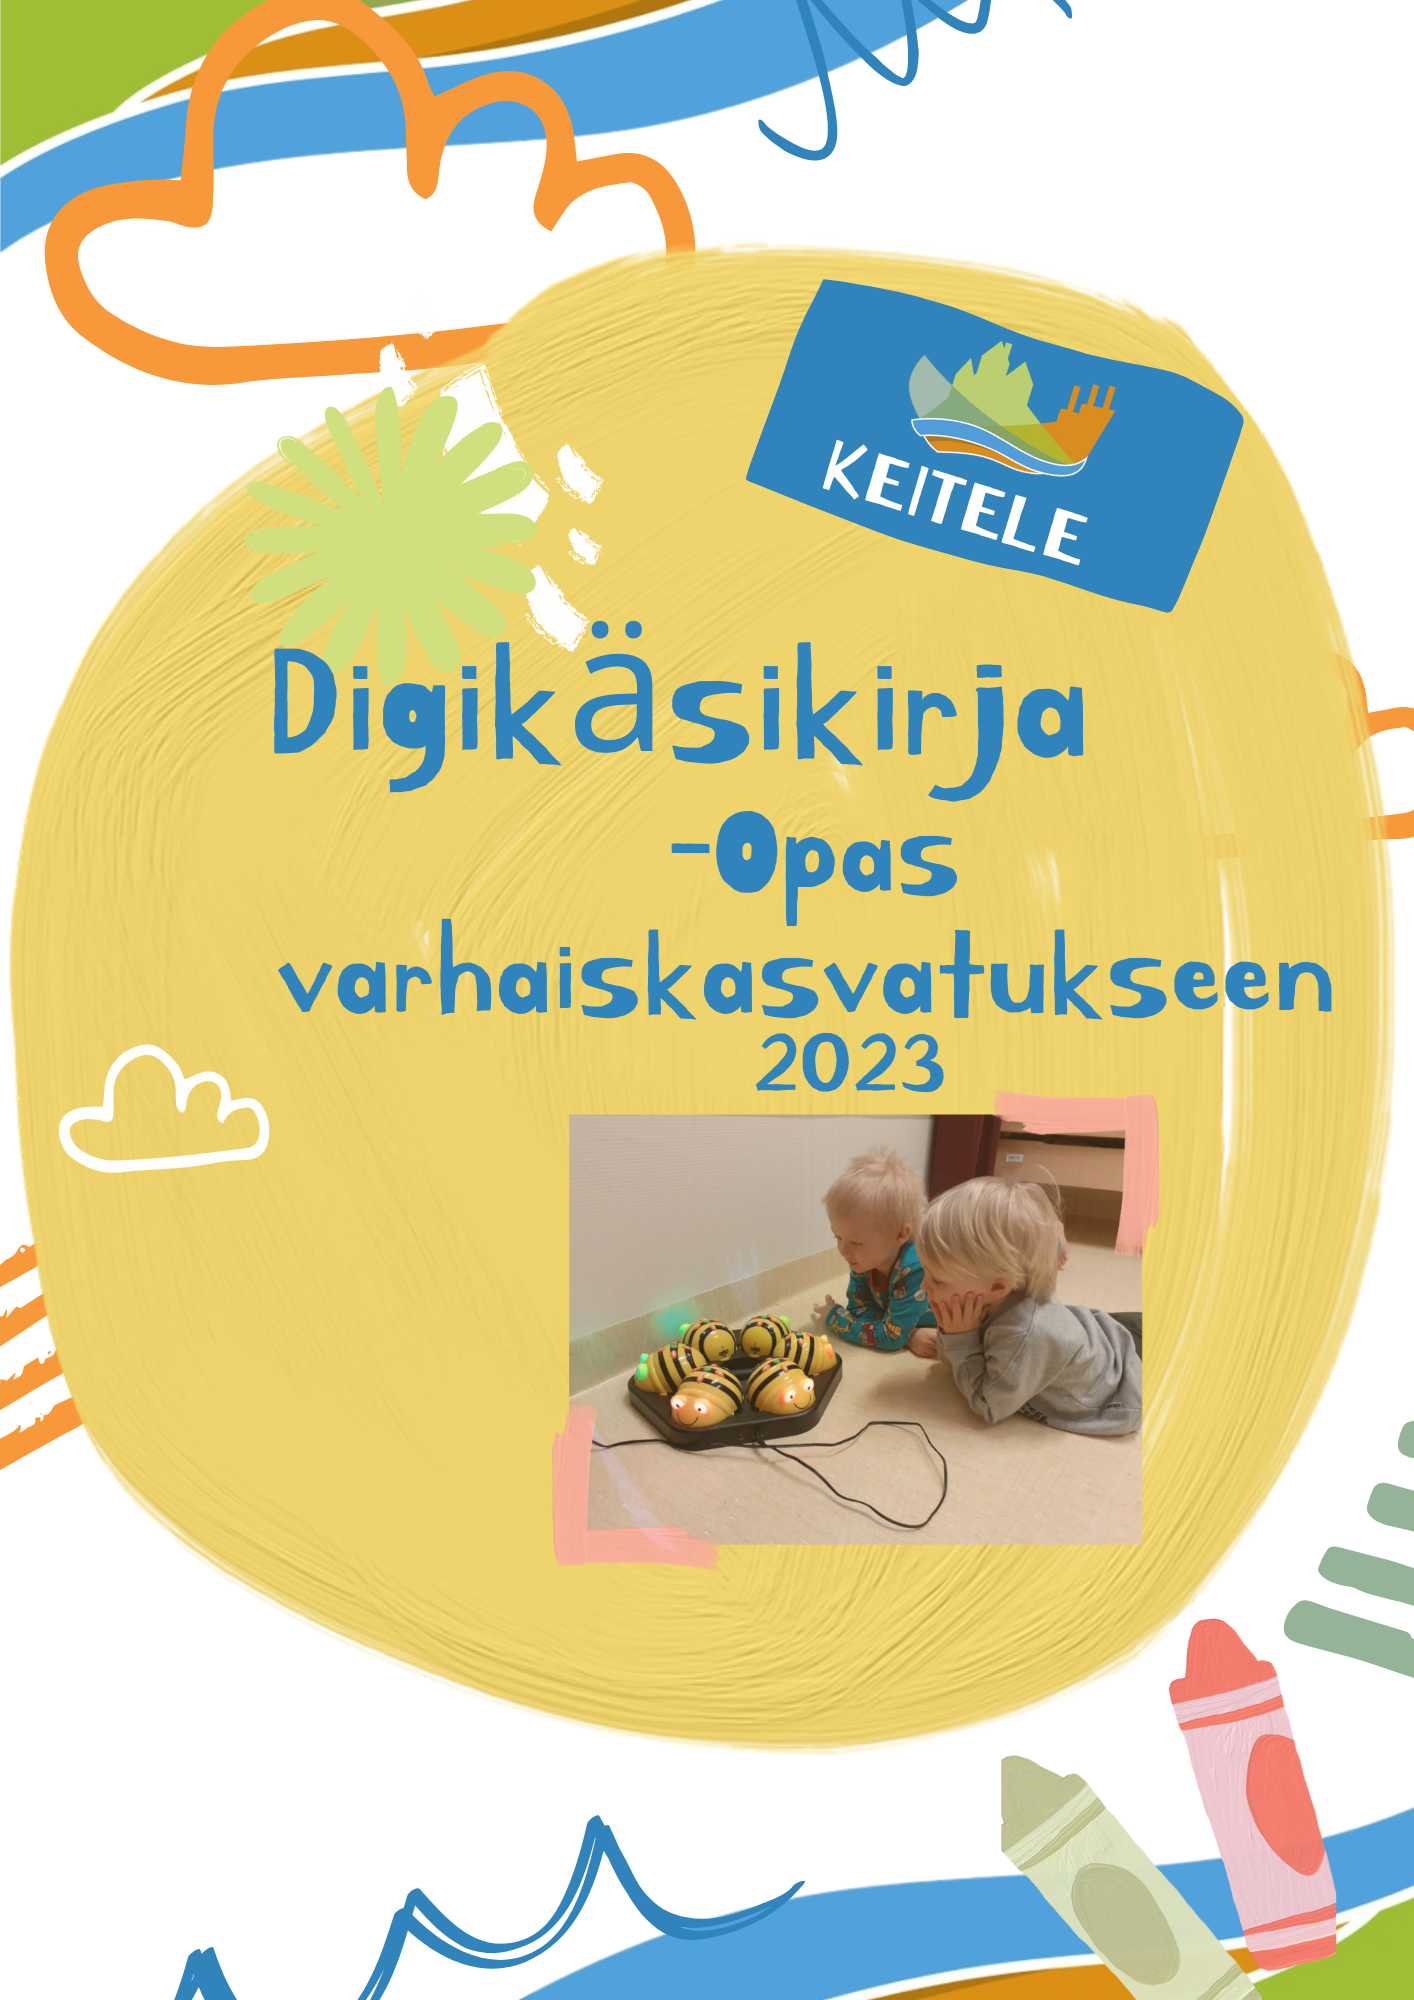 KEITELE
Digikäsikirja
-Opas
varhaiskasvatukseen
2023